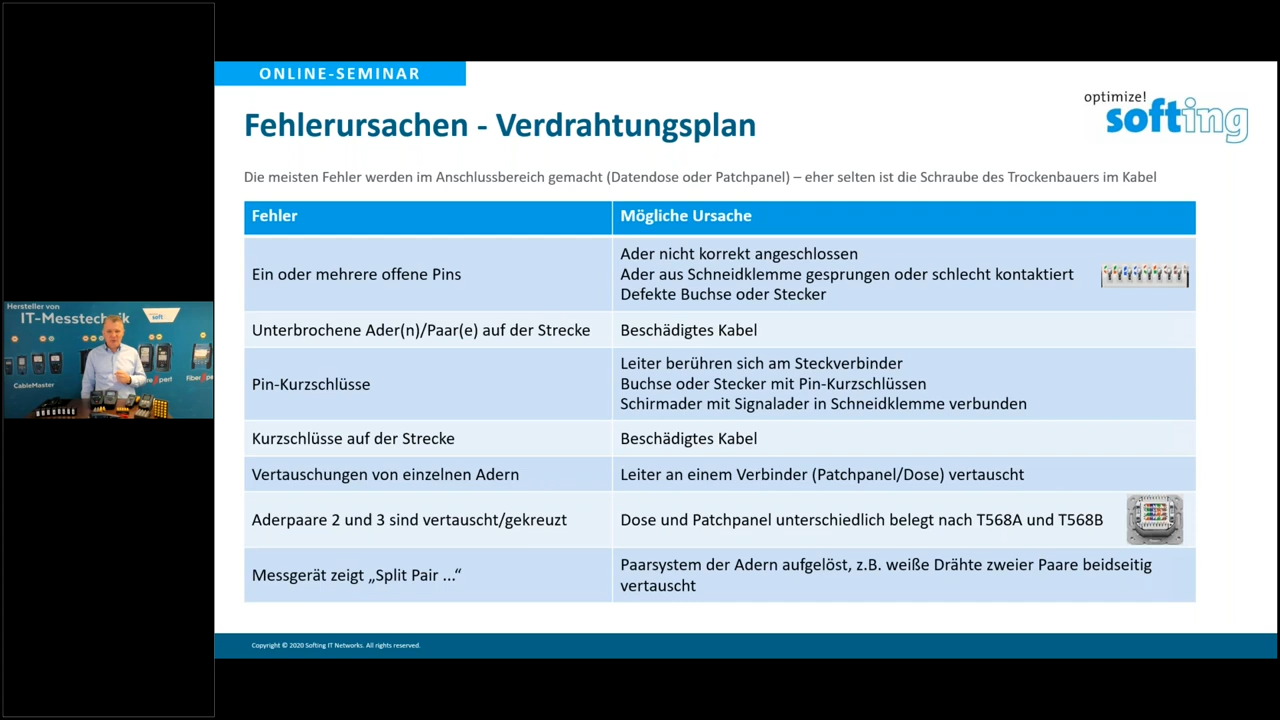 ONLINE-SEMINAR
optimize!
softing
Fehlerursachen - Verdrahtungsplan
Die meisten Fehler werden im Anschlussbereich gemacht (Datendose oder Patchpanel) – eher selten ist die Schraube des Trockenbauers im Kabel
Fehler
Mögliche Ursache
Ein oder mehrere offene Pins
Ader nicht korrekt angeschlossen
Ader aus Schneidklemme gesprungen oder schlecht kontaktiert
Defekte Buchse oder Stecker
Unterbrochene Ader(n)/Paar(e) auf der Strecke
Beschädigtes Kabel
Pin-Kurzschlüsse
Leiter berühren sich am Steckverbinder
Buchse oder Stecker mit Pin-Kurzschlüssen
Schirmader mit Signalader in Schneidklemme verbunden
Kurzschlüsse auf der Strecke
Beschädigtes Kabel
Vertauschungen von einzelnen Adern
Leiter an einem Verbinder (Patchpanel/Dose) vertauscht
Aderpaare 2 und 3 sind vertauscht/gekreuzt
Dose und Patchpanel unterschiedlich belegt nach T568A und T568B
Messgerät zeigt „Split Pair ...“
Paarsystem der Adern aufgelöst, z.B. weiße Drähte zweier Paare beidseitig
vertauscht
Copyright © 2020 Softing IT Networks. All rights reserved.
Hersteller von
IT-Messtechnik
CableMaster